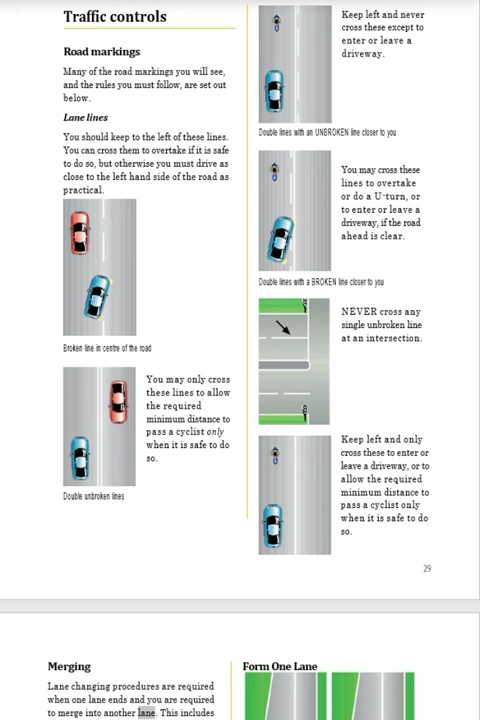 Traffic controls
Road markings
Many of the road markings you will see,
and the rules you must follow, are set out
below.
Lane lines
You should keep to the left of these lines.
You can cross them to overtake if it is safe
to do so, but otherwise you must drive as
close to the left hand side of the road as
practical.
Broken line in centre of the road
You may only cross
these lines to allow
the required
minimum distance to
pass a cyclist only
when it is safe to do
so.
Double unbroken lines
Keep left and never
cross these except to
enter or leave a
driveway.
Double lines with an UNBROKEN line closer to you
You may cross these
lines to overtake
or do a U-turn, or
to enter or leave a
driveway, if the road
ahead is clear.
Double lines with a BROKEN line closer to you
NEVER cross any
single unbroken line
at an intersection.
Keep left and only
cross these to enter or
leave a driveway, or to
allow the required
minimum distance to
pass a cyclist only
when it is safe to do
so.
29
Merging
Lane changing procedures are required
when one lane ends and you are required
to merge into another lane. This includes
Form One Lane